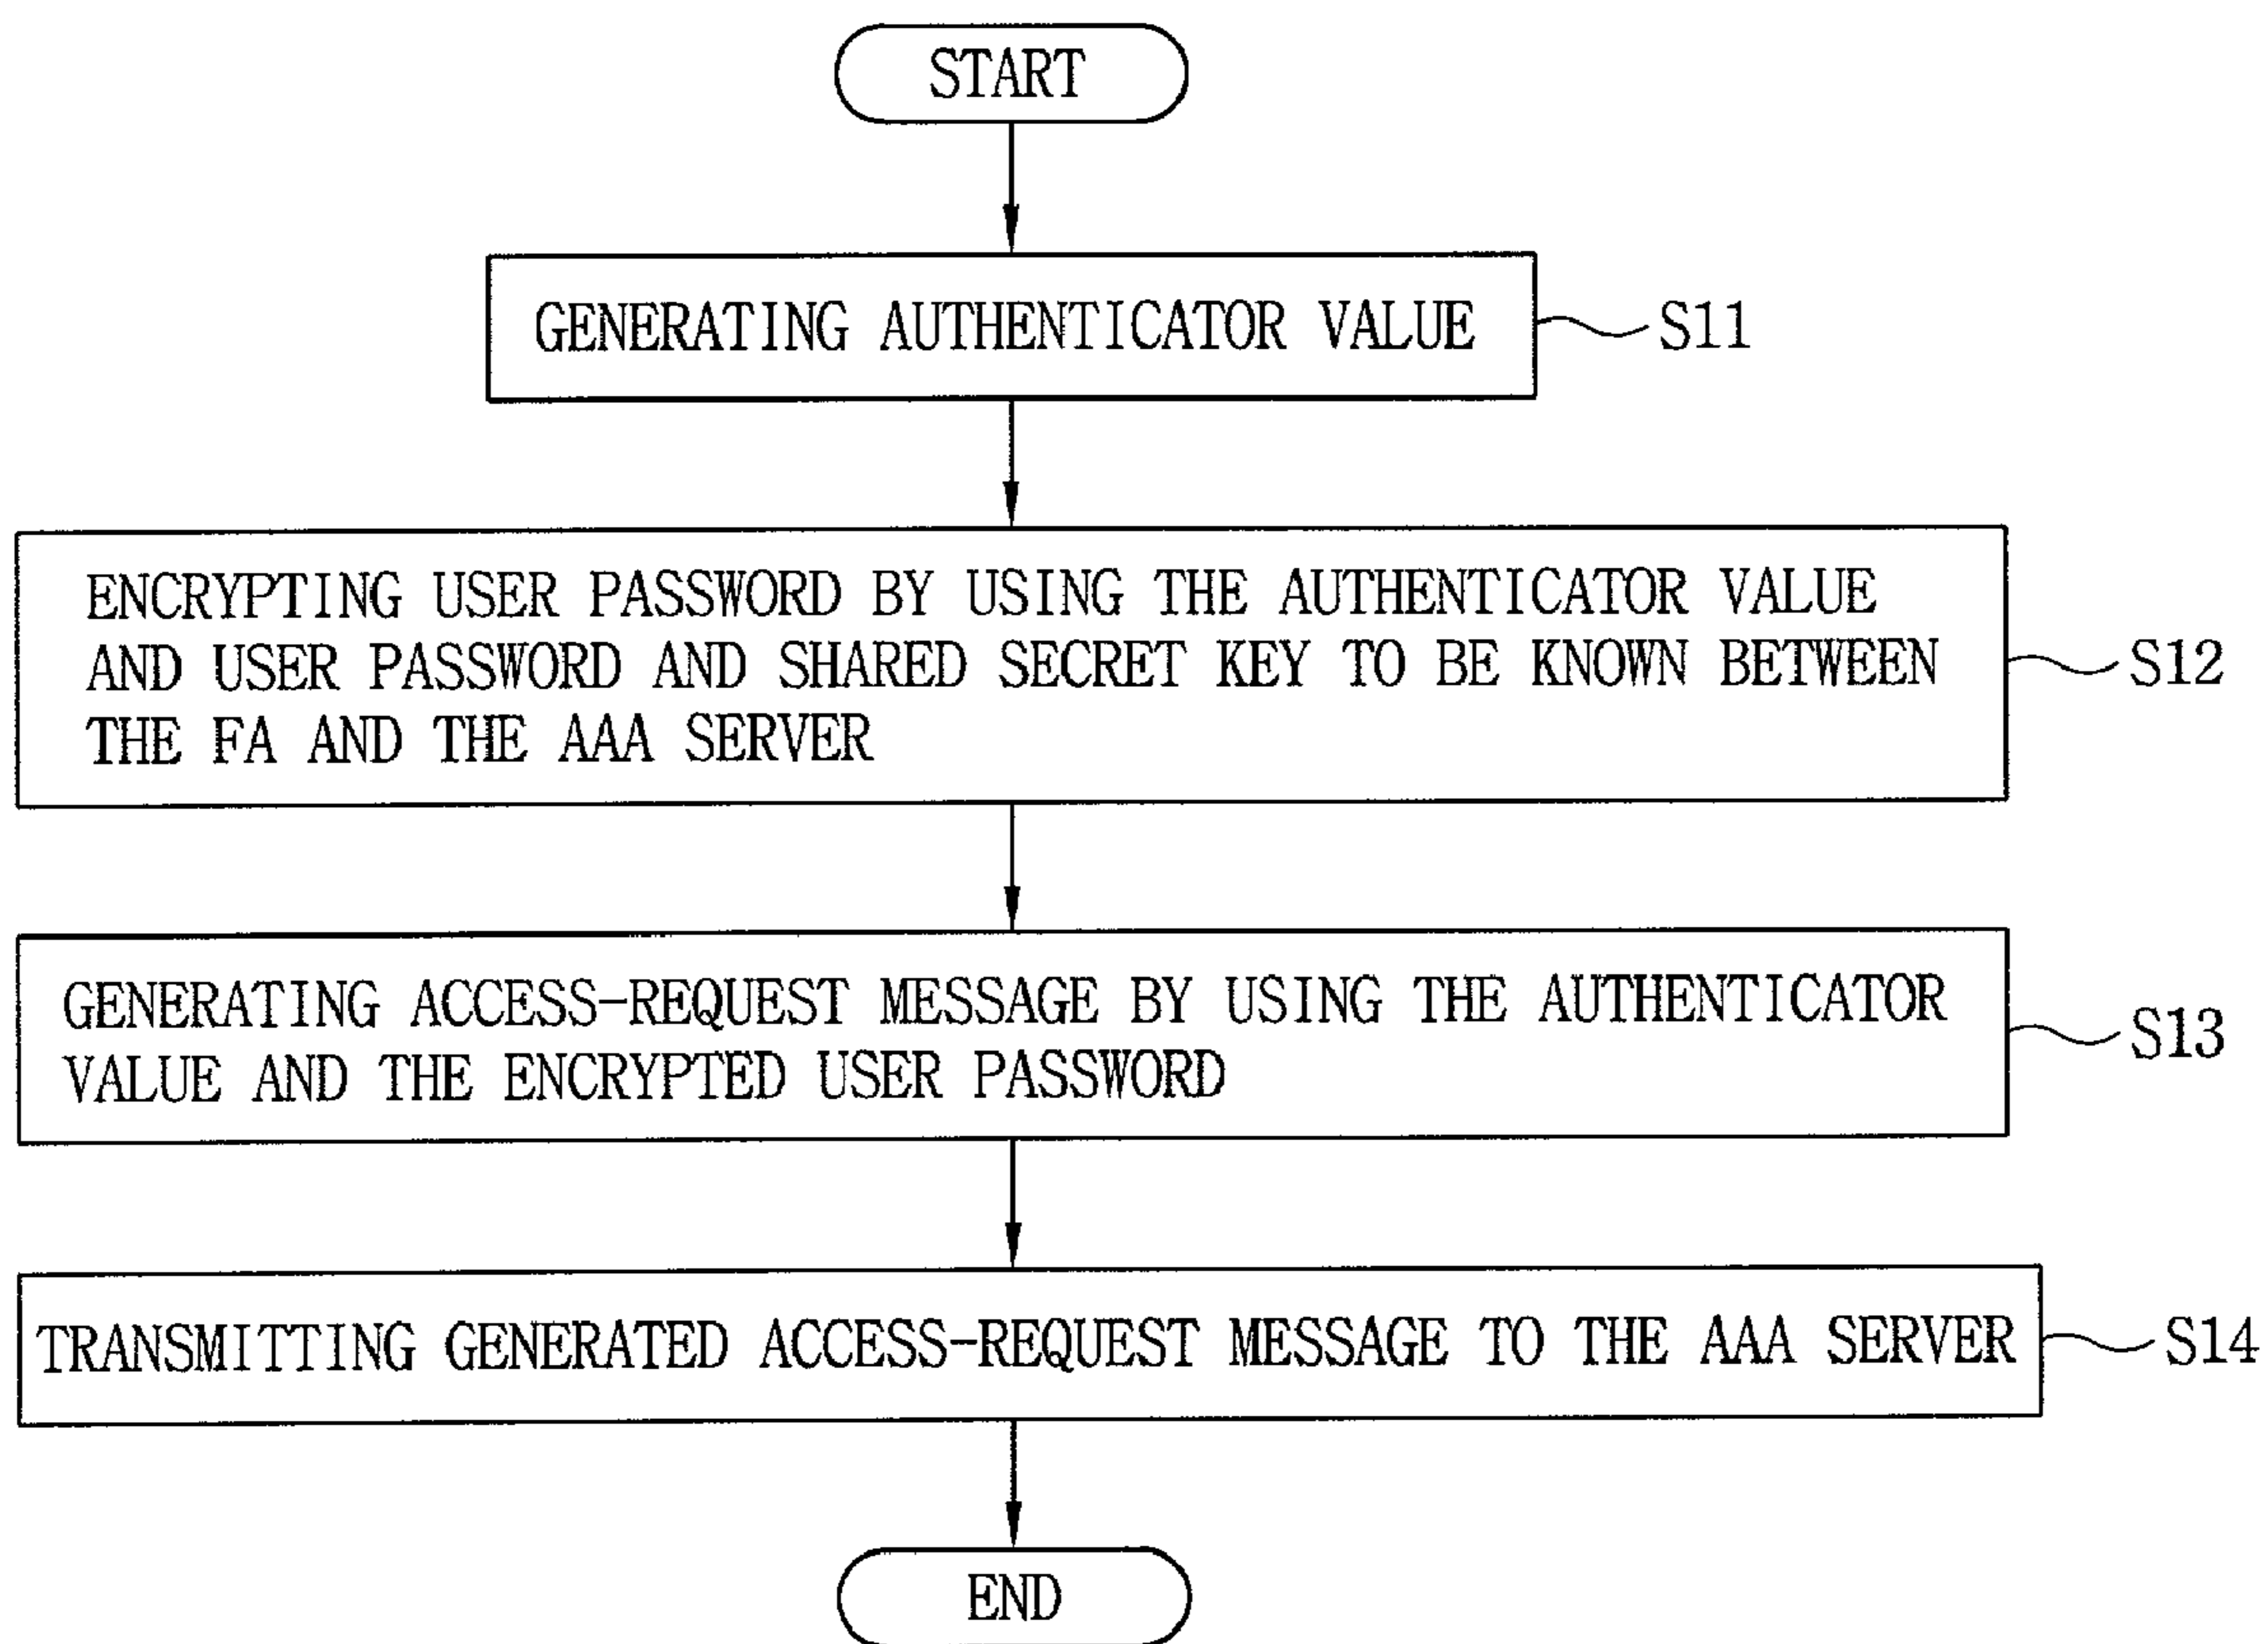 START
GENERATING AUTHENTICATOR VALUE
S11
ENCRYPTING USER PASSWORD BY USING THE AUTHENTICATOR VALUE
AND USER PASSWORD AND SHARED SECRET KEY TO BE KNOWN BETWEEN
THE FA AND THE AAA SERVER
S12
GENERATING ACCESS-REQUEST MESSAGE BY USING THE AUTHENTICATOR
VALUE AND THE ENCRYPTED USER PASSWORD
S13
TRANSMITTING GENERATED ACCESS-REQUEST MESSAGE TO THE AAA SERVER
S14
END